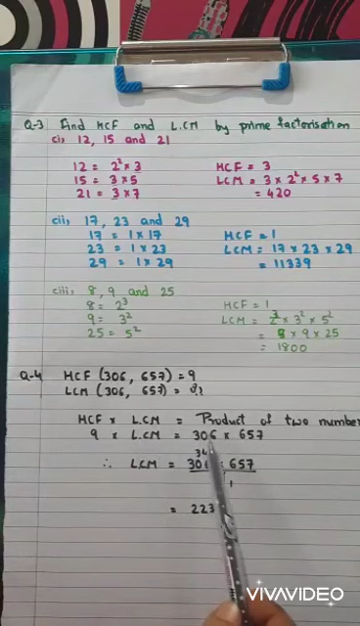 Q-3 Find HCF and L.CM by prime factorisation
(i) 12, 15 and 21
12 = 2² × 3
15 = 3 × 5
21 = 3 × 7
HCF = 3
LCM = 3 × 2² × 5 × 7
= 420
(ii) 17, 23 and 29
17 = 1 × 17
23 = 1 × 23
29 = 1 × 29
HCF = 1
LCM = 17 × 23 × 29
= 11339
(iii) 8, 9 and 25
8 = 2³
9 = 3²
25 = 5²
HCF = 1
LCM = 2³ × 3² × 5²
= 8 × 9 × 25
= 1800
Q-4 HCF (306, 657) = 9
LCM (306, 657) = ?
HCF × L.CM = Product of two number
9 × L.CM = 306 × 657
34
∴ LCM = 657
1
= 223
VIVAVIDEO